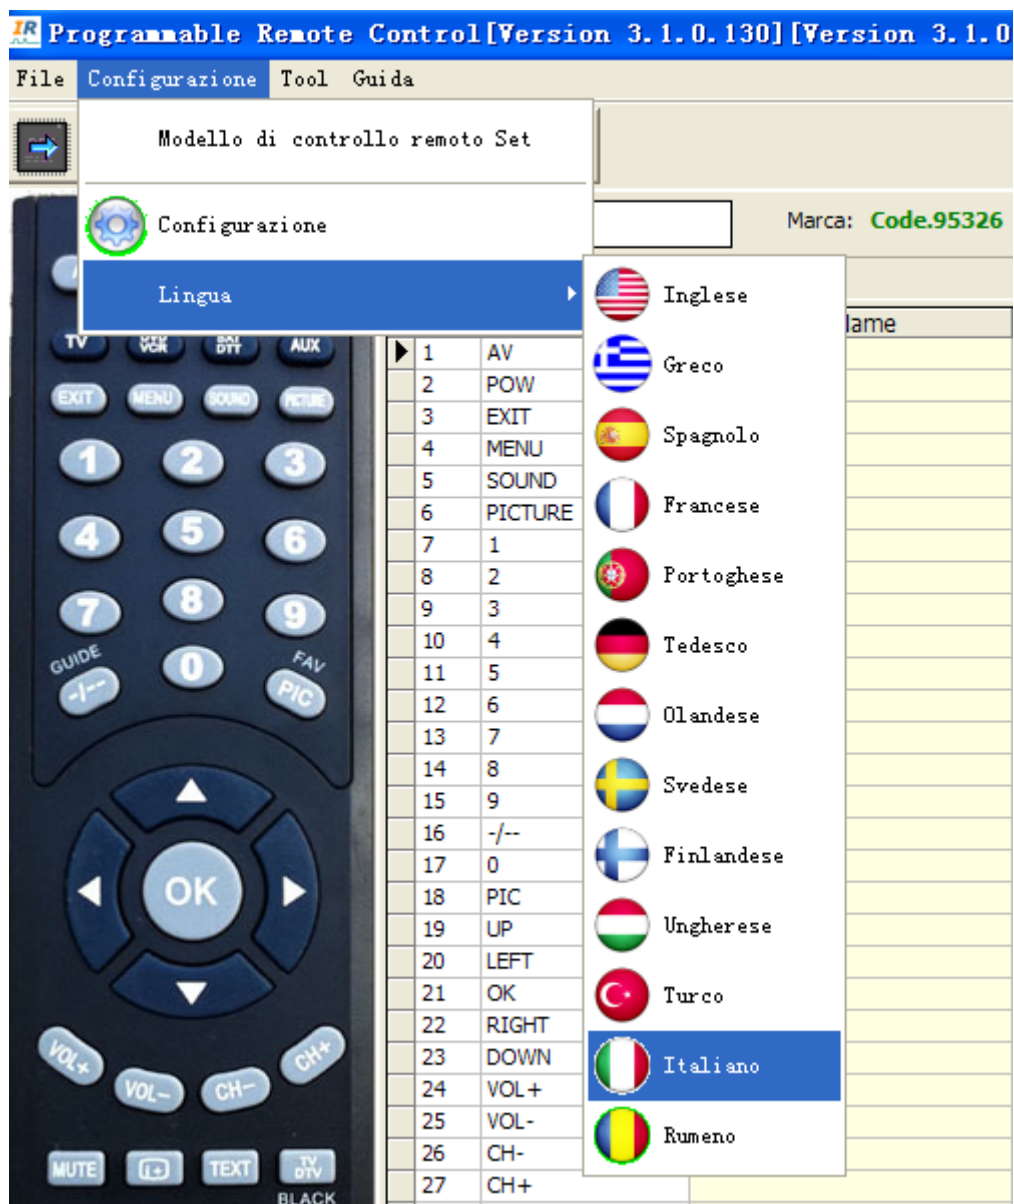 IR Programmable Remote Control[Version 3.1.0.130][Version 3.1.0
File Configurazione Tool Guida
Modello di controllo remoto Set
Configurazione
Marca: Code.95326
Lingua
Inglese
Greco
Spagnolo
Francese
Portoghese
Tedesco
Olandese
Svedese
Finlandese
Ungherese
Turco
Italiano
Rumeno
1 AV
2 POW
3 EXIT
4 MENU
5 SOUND
6 PICTURE
7 1
8 2
9 3
10 4
11 5
12 6
13 7
14 8
15 9
16 -/--
17 0
18 PIC
19 UP
20 LEFT
21 OK
22 RIGHT
23 DOWN
24 VOL+
25 VOL-
26 CH-
27 CH+
TV VCR DTT AUX
EXIT MENU SOUND PICTURE
1 2 3
4 5 6
7 8 9
GUIDE 0 FAV
-/-- PIC
OK
VOL+ CH+
VOL- CH-
MUTE i+ TEXT TV
DTV
BLACK